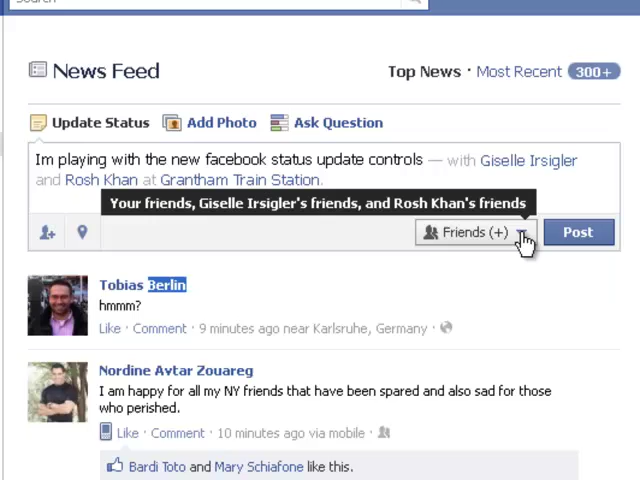 Search
News Feed
Top News · Most Recent 300+
Update Status Add Photo Ask Question
Im playing with the new facebook status update controls — with Giselle Irsigler
and Rosh Khan at Grantham Train Station.
Your friends, Giselle Irsigler's friends, and Rosh Khan's friends
Friends (+) Post
Tobias Berlin
hmmm?
Like · Comment · 9 minutes ago near Karlsruhe, Germany ·
Nordine Avtar Zouareg
I am happy for all my NY friends that have been spared and also sad for those
who perished.
Like · Comment · 10 minutes ago via mobile ·
Bardi Toto and Mary Schiafone like this.